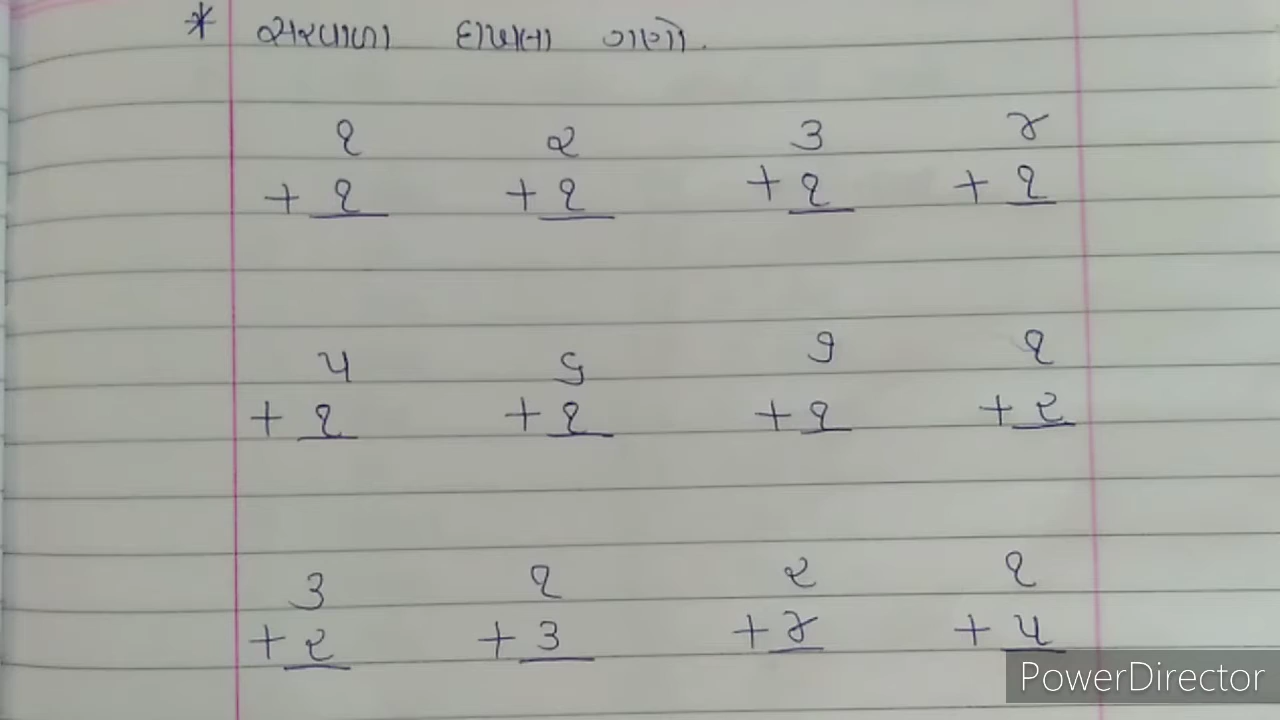 * સરવાળા દાખલા ગણો.
૧ ૨ ૩ ૪
+ ૧ + ૧ + ૧ + ૧
૫ ૬ ૭ ૧
+ ૧ + ૧ + ૧ + ૨
૩ ૧ ૨ ૧
+ ૨ + ૩ + ૪ + ૫
PowerDirector